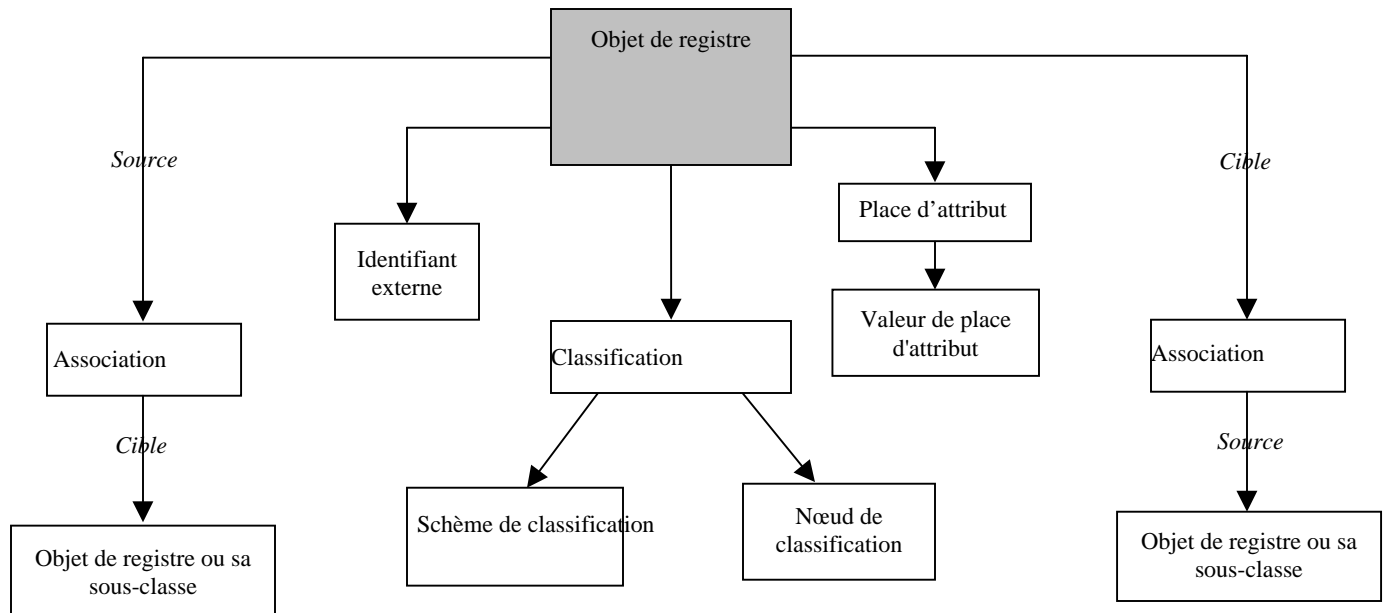 Objet de registre
Source
Cible
Place d’attribut
Identifiant
externe
Valeur de place
d'attribut
Association
Classification
Association
Cible
Source
Schème de classification
Nœud de
classification
Objet de registre ou sa
sous-classe
Objet de registre ou sa
sous-classe